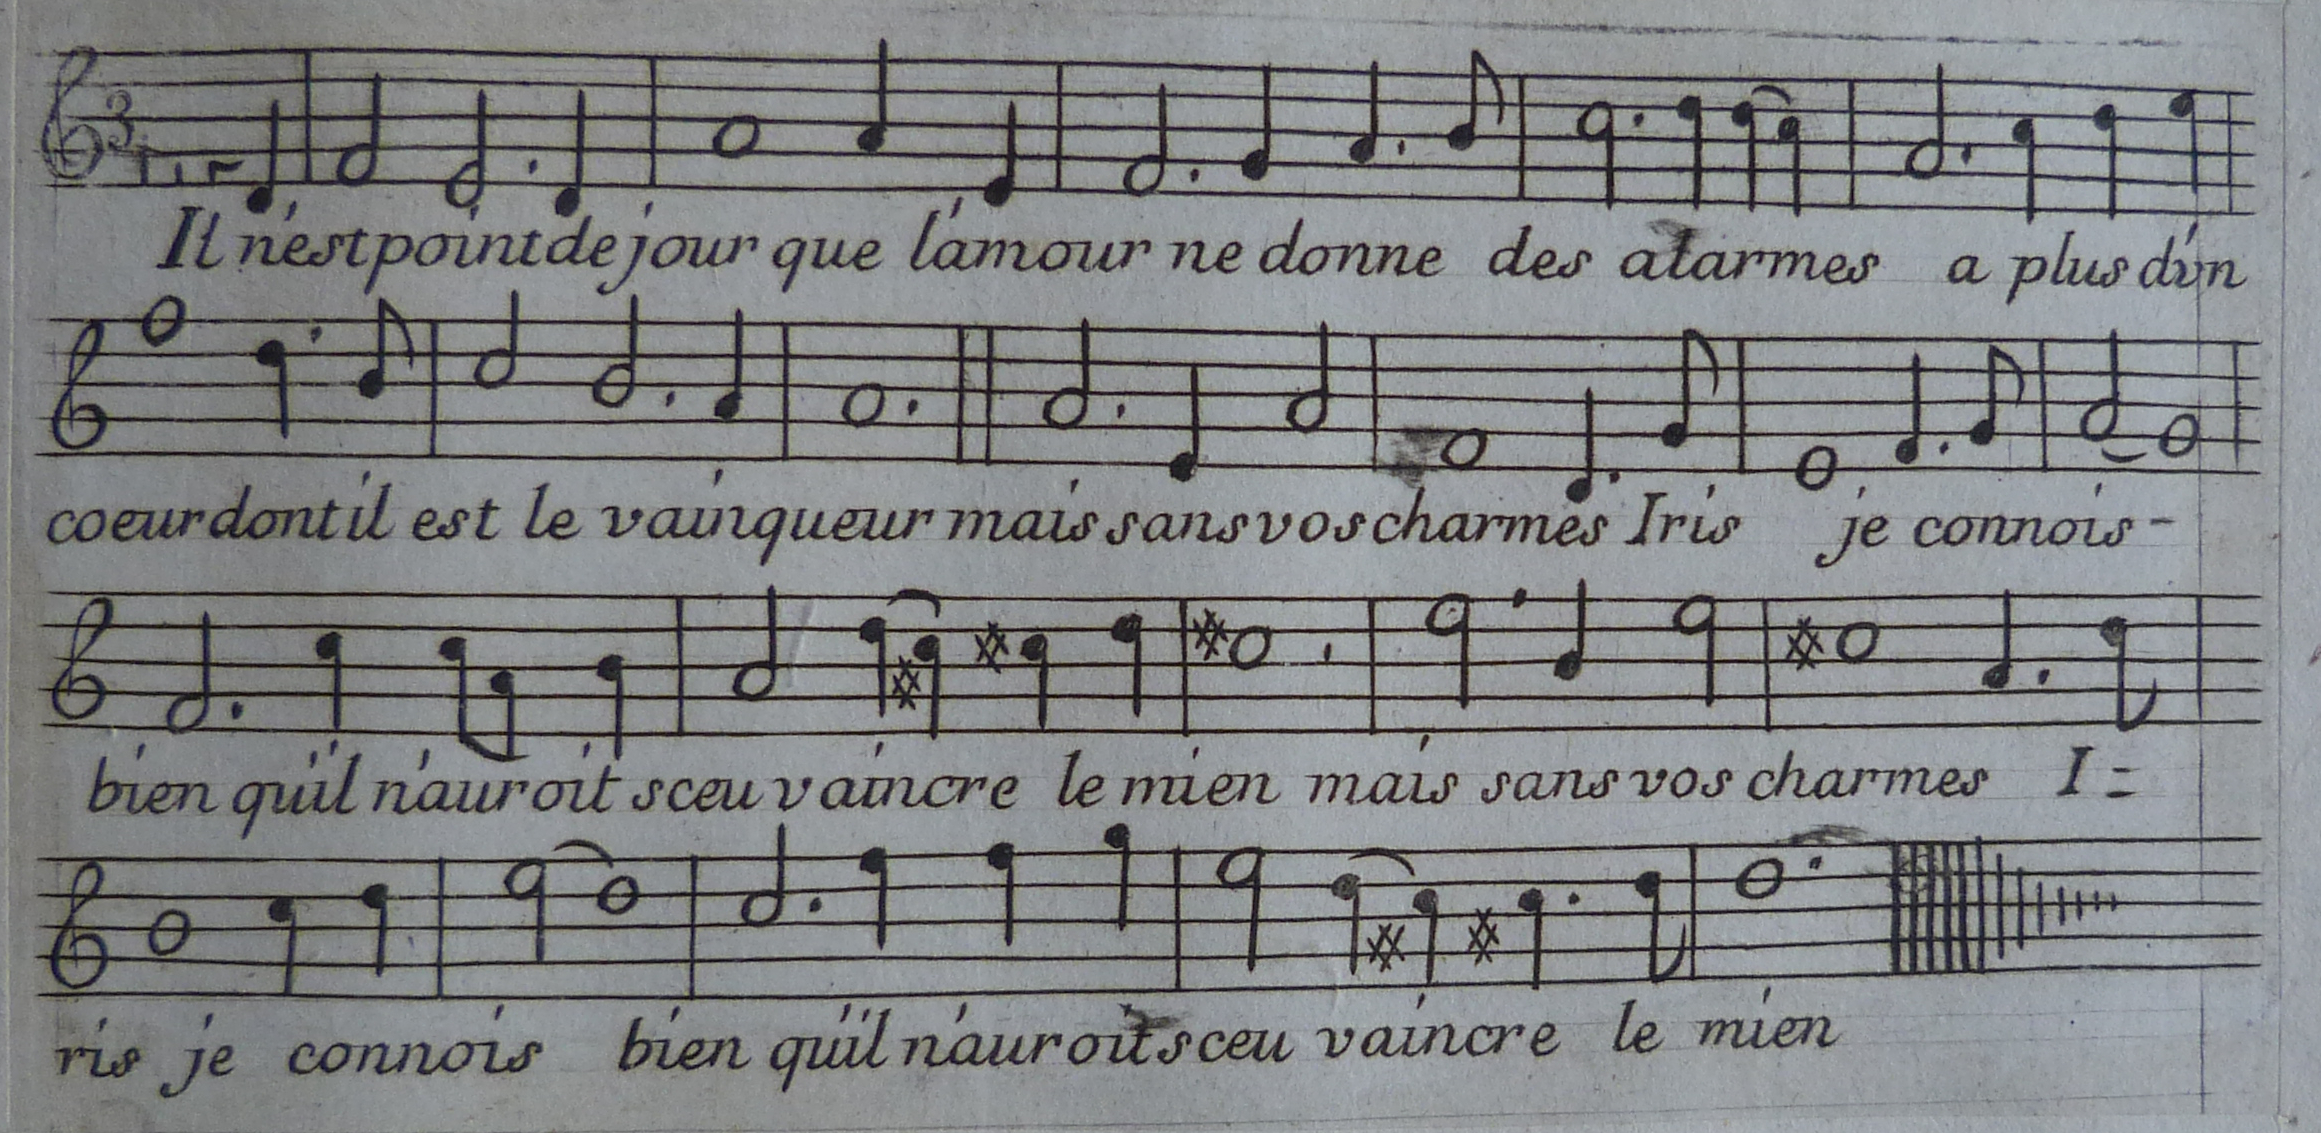 3
Il n'est point de jour que l'amour ne donne des alarmes a plus d'vn
coeur dont il est le vainqueur mais sans vos charmes Iris je connois-
bien qu'il n'auroit sceu vaincre le mien mais sans vos charmes I=
ris je connois bien qu'il n'auroit sceu vaincre le mien